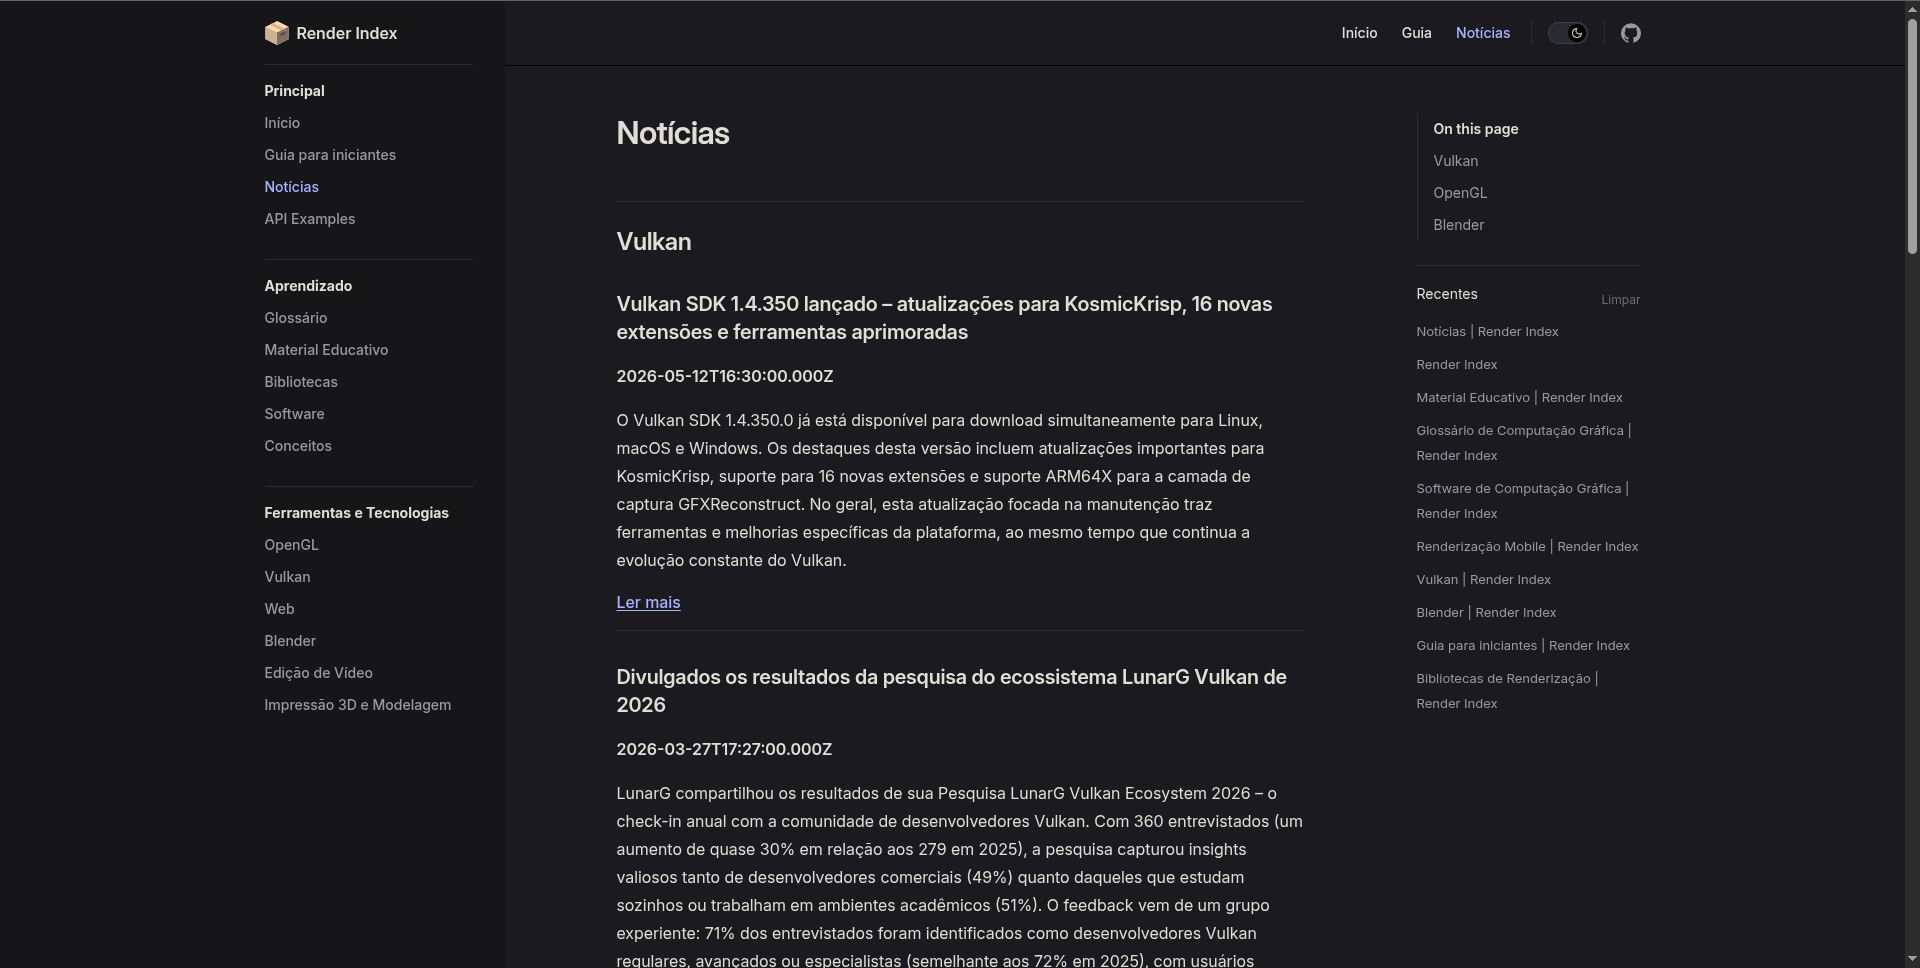 Render Index
Início
Guia
Notícias
Principal
Início
Guia para iniciantes
Notícias
API Examples
Aprendizado
Glossário
Material Educativo
Bibliotecas
Software
Conceitos
Ferramentas e Tecnologias
OpenGL
Vulkan
Web
Blender
Edição de Vídeo
Impressão 3D e Modelagem
Notícias
Vulkan
Vulkan SDK 1.4.350 lançado – atualizações para KosmicKrisp, 16 novas
extensões e ferramentas aprimoradas
2026-05-12T16:30:00.000Z
O Vulkan SDK 1.4.350.0 já está disponível para download simultaneamente para Linux,
macOS e Windows. Os destaques desta versão incluem atualizações importantes para
KosmicKrisp, suporte para 16 novas extensões e suporte ARM64X para a camada de
captura GFXReconstruct. No geral, esta atualização focada na manutenção traz
ferramentas e melhorias específicas da plataforma, ao mesmo tempo que continua a
evolução constante do Vulkan.
Ler mais
Divulgados os resultados da pesquisa do ecossistema LunarG Vulkan de
2026
2026-03-27T17:27:00.000Z
LunarG compartilhou os resultados de sua Pesquisa LunarG Vulkan Ecosystem 2026 – o
check-in anual com a comunidade de desenvolvedores Vulkan. Com 360 entrevistados (um
aumento de quase 30% em relação aos 279 em 2025), a pesquisa capturou insights
valiosos tanto de desenvolvedores comerciais (49%) quanto daqueles que estudam
sozinhos ou trabalham em ambientes acadêmicos (51%). O feedback vem de um grupo
experiente: 71% dos entrevistados foram identificados como desenvolvedores Vulkan
regulares, avançados ou especialistas (semelhante aos 72% em 2025), com usuários
On this page
Vulkan
OpenGL
Blender
Recentes
Limpar
Notícias | Render Index
Render Index
Material Educativo | Render Index
Glossário de Computação Gráfica |
Render Index
Software de Computação Gráfica |
Render Index
Renderização Mobile | Render Index
Vulkan | Render Index
Blender | Render Index
Guia para iniciantes | Render Index
Bibliotecas de Renderização |
Render Index